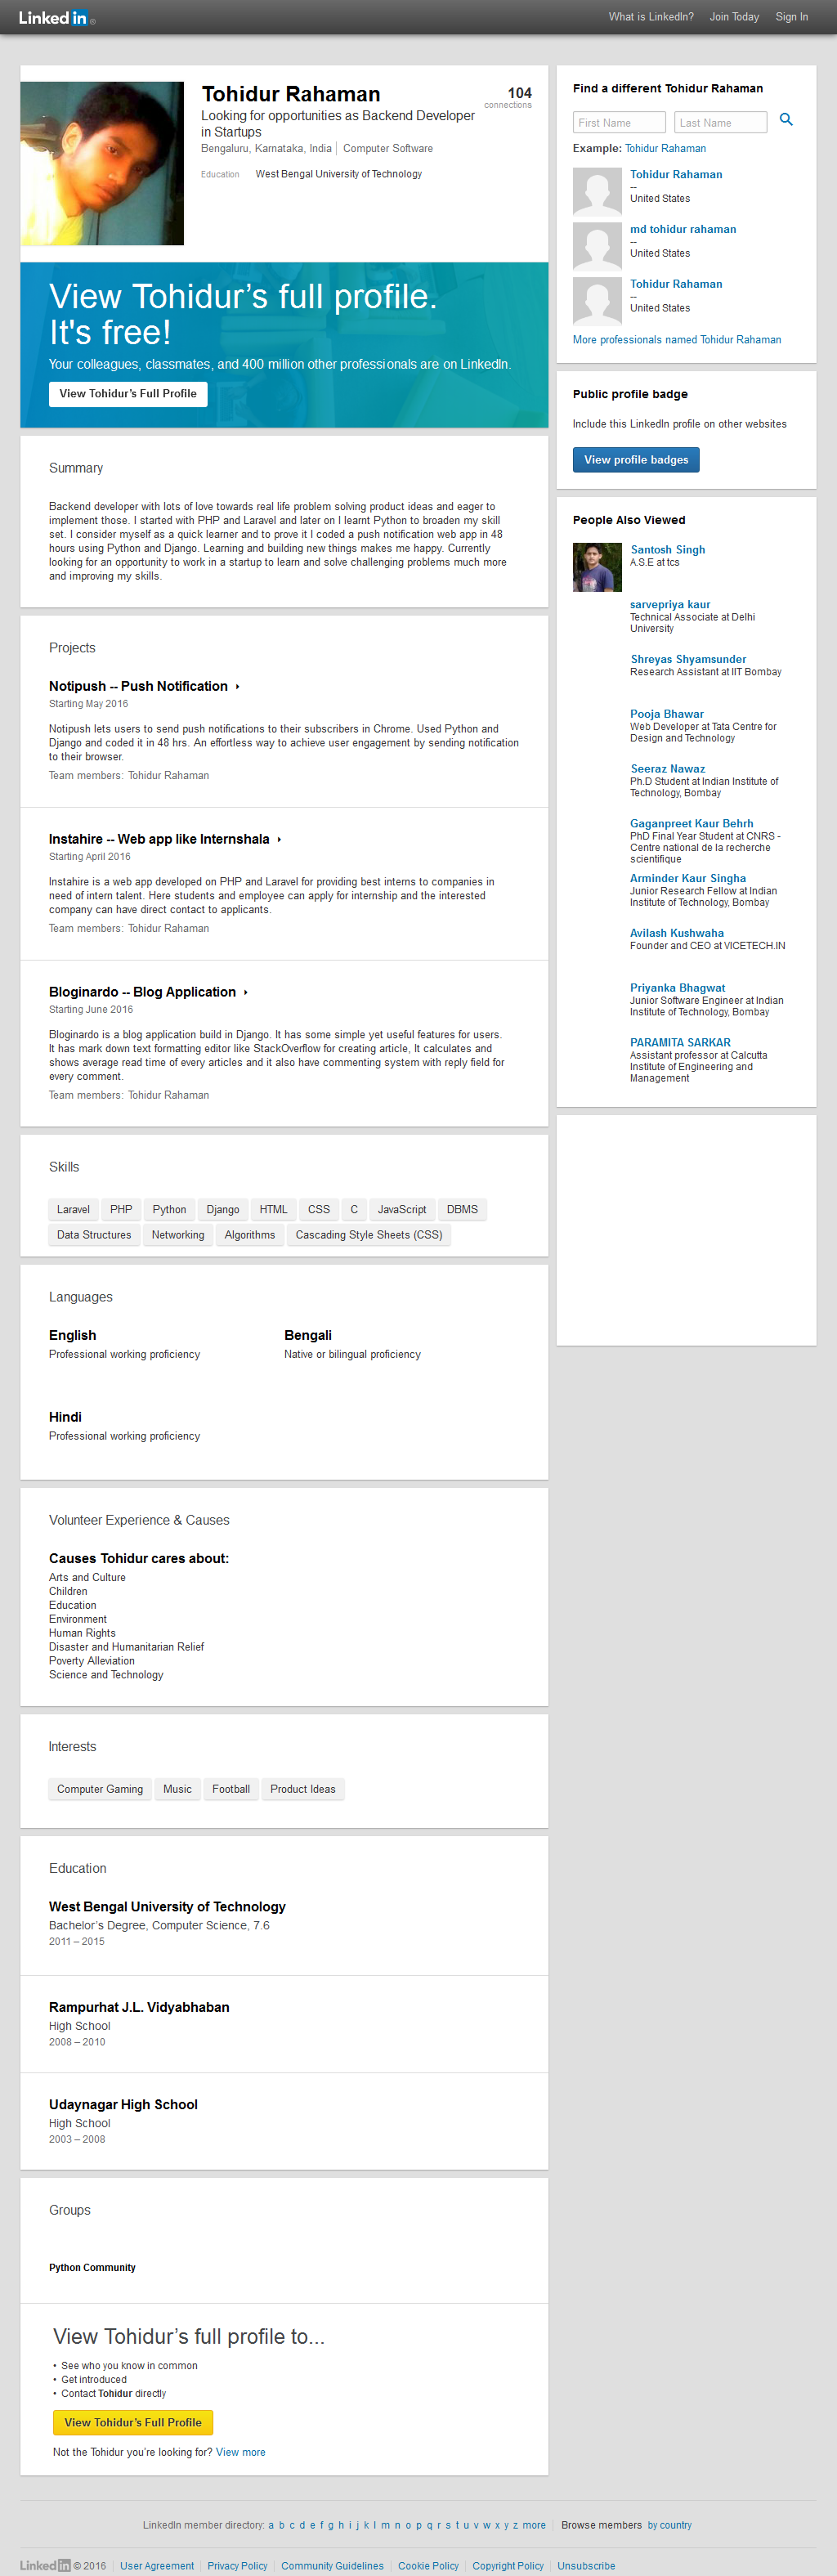 LinkedIn®
What is LinkedIn? Join Today Sign In
Tohidur Rahaman
104
connections
Looking for opportunities as Backend Developer
in Startups
Bengaluru, Karnataka, India Computer Software
Education West Bengal University of Technology
View Tohidur’s full profile.
It's free!
Your colleagues, classmates, and 400 million other professionals are on LinkedIn.
View Tohidur’s Full Profile
Summary
Backend developer with lots of love towards real life problem solving product ideas and eager to
implement those. I started with PHP and Laravel and later on I learnt Python to broaden my skill
set. I consider myself as a quick learner and to prove it I coded a push notification web app in 48
hours using Python and Django. Learning and building new things makes me happy. Currently
looking for an opportunity to work in a startup to learn and solve challenging problems much more
and improving my skills.
Projects
Notipush -- Push Notification
Starting May 2016
Notipush lets users to send push notifications to their subscribers in Chrome. Used Python and
Django and coded it in 48 hrs. An effortless way to achieve user engagement by sending notification
to their browser.
Team members: Tohidur Rahaman
Instahire -- Web app like Internshala
Starting April 2016
Instahire is a web app developed on PHP and Laravel for providing best interns to companies in
need of intern talent. Here students and employee can apply for internship and the interested
company can have direct contact to applicants.
Team members: Tohidur Rahaman
Bloginardo -- Blog Application
Starting June 2016
Bloginardo is a blog application build in Django. It has some simple yet useful features for users.
It has mark down text formatting editor like StackOverflow for creating article, It calculates and
shows average read time of every articles and it also have commenting system with reply field for
every comment.
Team members: Tohidur Rahaman
Skills
Laravel PHP Python Django HTML CSS C JavaScript DBMS
Data Structures Networking Algorithms Cascading Style Sheets (CSS)
Languages
English Bengali
Professional working proficiency Native or bilingual proficiency
Hindi
Professional working proficiency
Volunteer Experience & Causes
Causes Tohidur cares about:
Arts and Culture
Children
Education
Environment
Human Rights
Disaster and Humanitarian Relief
Poverty Alleviation
Science and Technology
Interests
Computer Gaming Music Football Product Ideas
Education
West Bengal University of Technology
Bachelor’s Degree, Computer Science, 7.6
2011 – 2015
Rampurhat J.L. Vidyabhaban
High School
2008 – 2010
Udaynagar High School
High School
2003 – 2008
Groups
Python Community
View Tohidur’s full profile to...
• See who you know in common
• Get introduced
• Contact Tohidur directly
View Tohidur’s Full Profile
Not the Tohidur you’re looking for? View more
Find a different Tohidur Rahaman
First Name Last Name
Example: Tohidur Rahaman
Tohidur Rahaman
--
United States
md tohidur rahaman
--
United States
Tohidur Rahaman
--
United States
More professionals named Tohidur Rahaman
Public profile badge
Include this LinkedIn profile on other websites
View profile badges
People Also Viewed
Santosh Singh
A.S.E at tcs
sarvepriya kaur
Technical Associate at Delhi
University
Shreyas Shyamsunder
Research Assistant at IIT Bombay
Pooja Bhawar
Web Developer at Tata Centre for
Design and Technology
Seeraz Nawaz
Ph.D Student at Indian Institute of
Technology, Bombay
Gaganpreet Kaur Behrh
PhD Final Year Student at CNRS -
Centre national de la recherche
scientifique
Arminder Kaur Singha
Junior Research Fellow at Indian
Institute of Technology, Bombay
Avilash Kushwaha
Founder and CEO at VICETECH.IN
Priyanka Bhagwat
Junior Software Engineer at Indian
Institute of Technology, Bombay
PARAMITA SARKAR
Assistant professor at Calcutta
Institute of Engineering and
Management
LinkedIn member directory: a b c d e f g h i j k l m n o p q r s t u v w x y z more Browse members by country
LinkedIn © 2016 User Agreement Privacy Policy Community Guidelines Cookie Policy Copyright Policy Unsubscribe